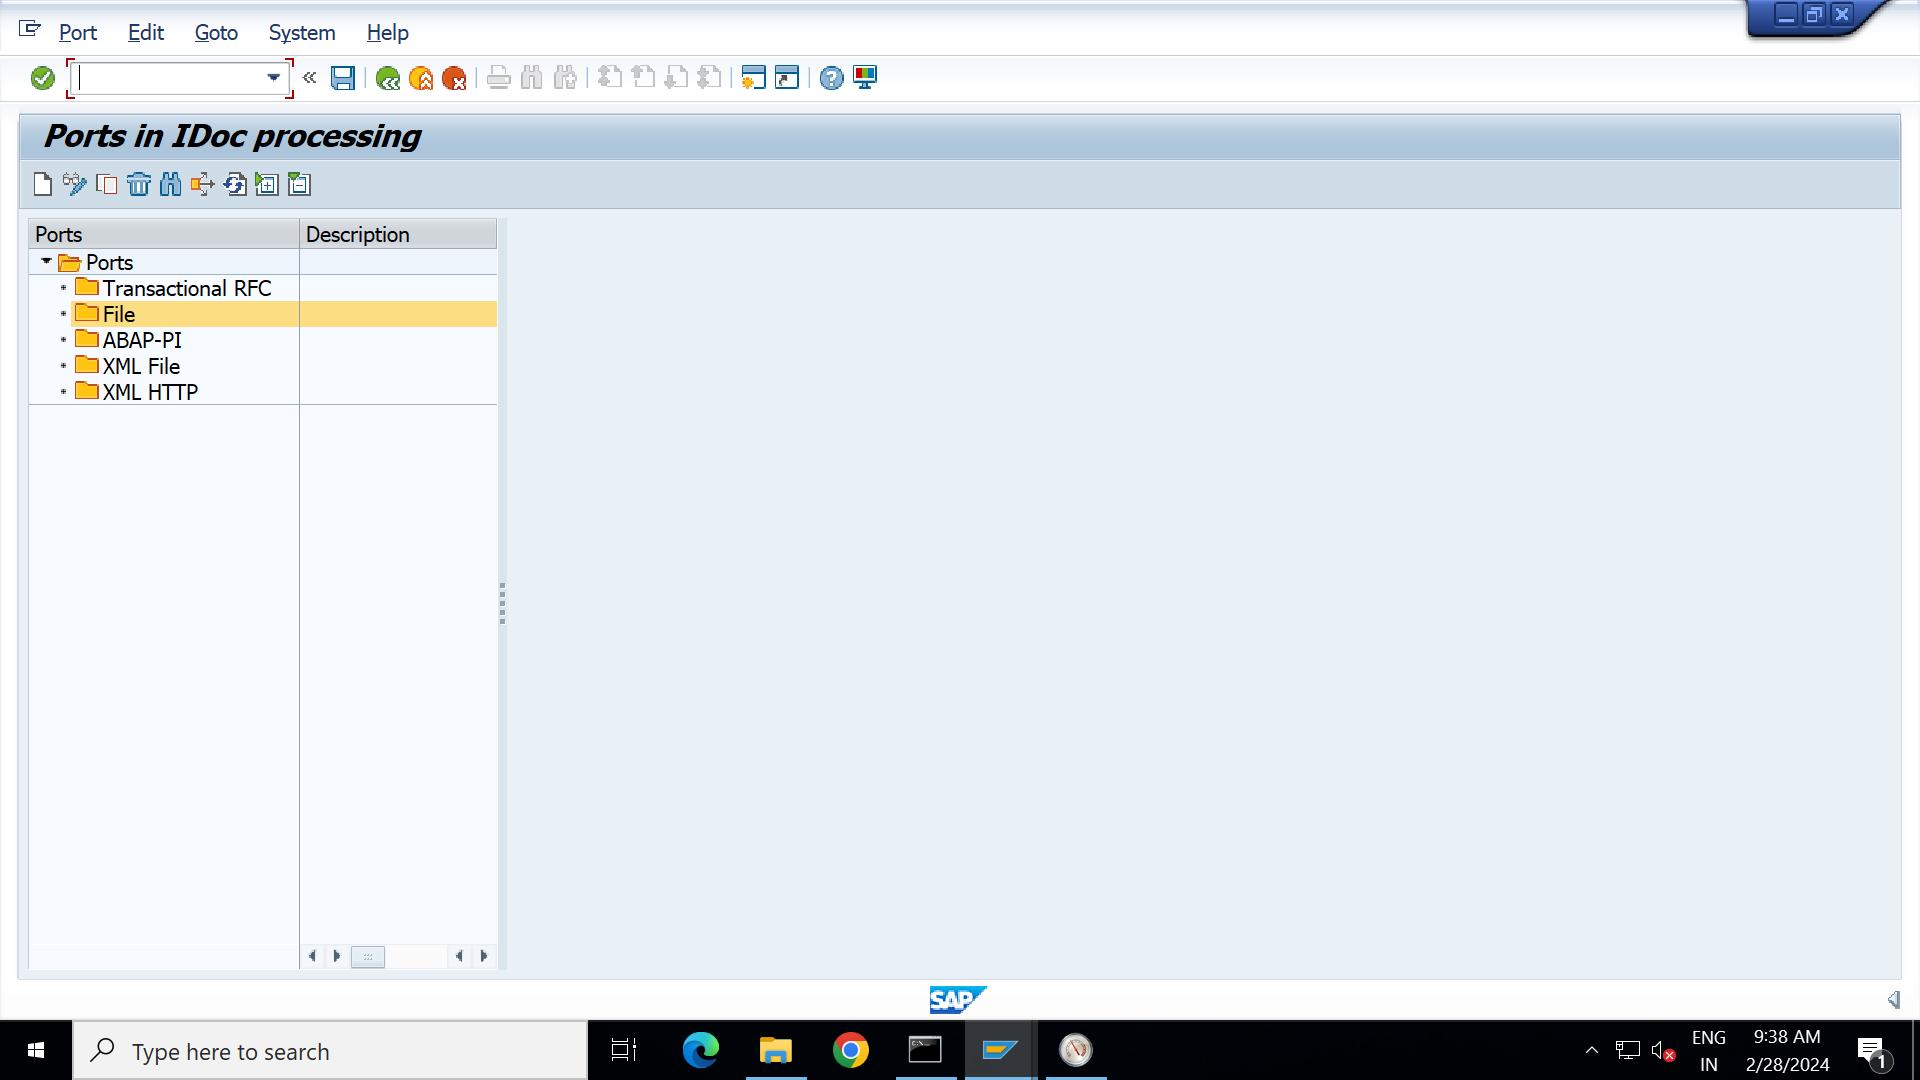 Port Edit Goto System Help
Ports in IDoc processing
Ports Description
Ports
Transactional RFC
File
ABAP-PI
XML File
XML HTTP
SAP
Type here to search
ENG
IN
9:38 AM
2/28/2024
1